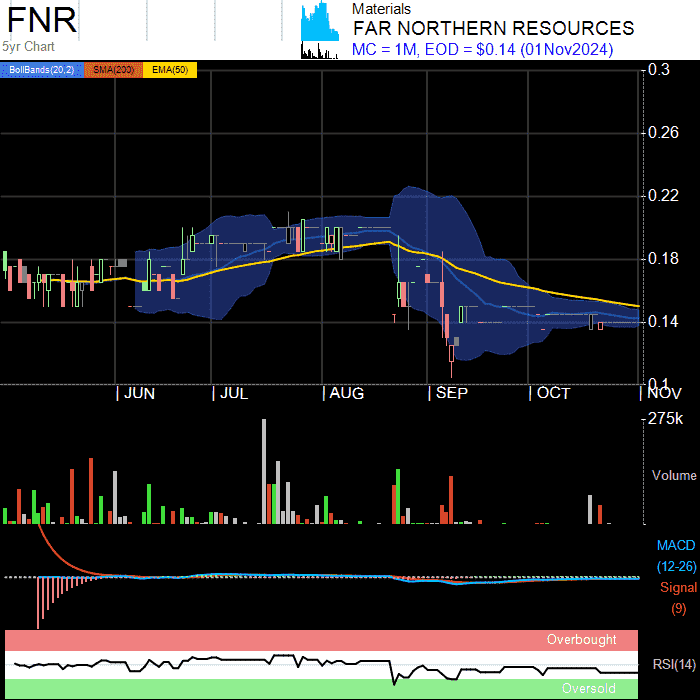 FNR
5yr Chart
Materials
FAR NORTHERN RESOURCES
MC = 1M, EOD = $0.14 (01Nov2024)
BollBands(20,2) SMA(200) EMA(50)
0.3
0.26
0.22
0.18
0.14
0.1
JUN JUL AUG SEP OCT NOV
275k
Volume
MACD
(12-26)
Signal
(9)
Overbought
RSI(14)
Oversold